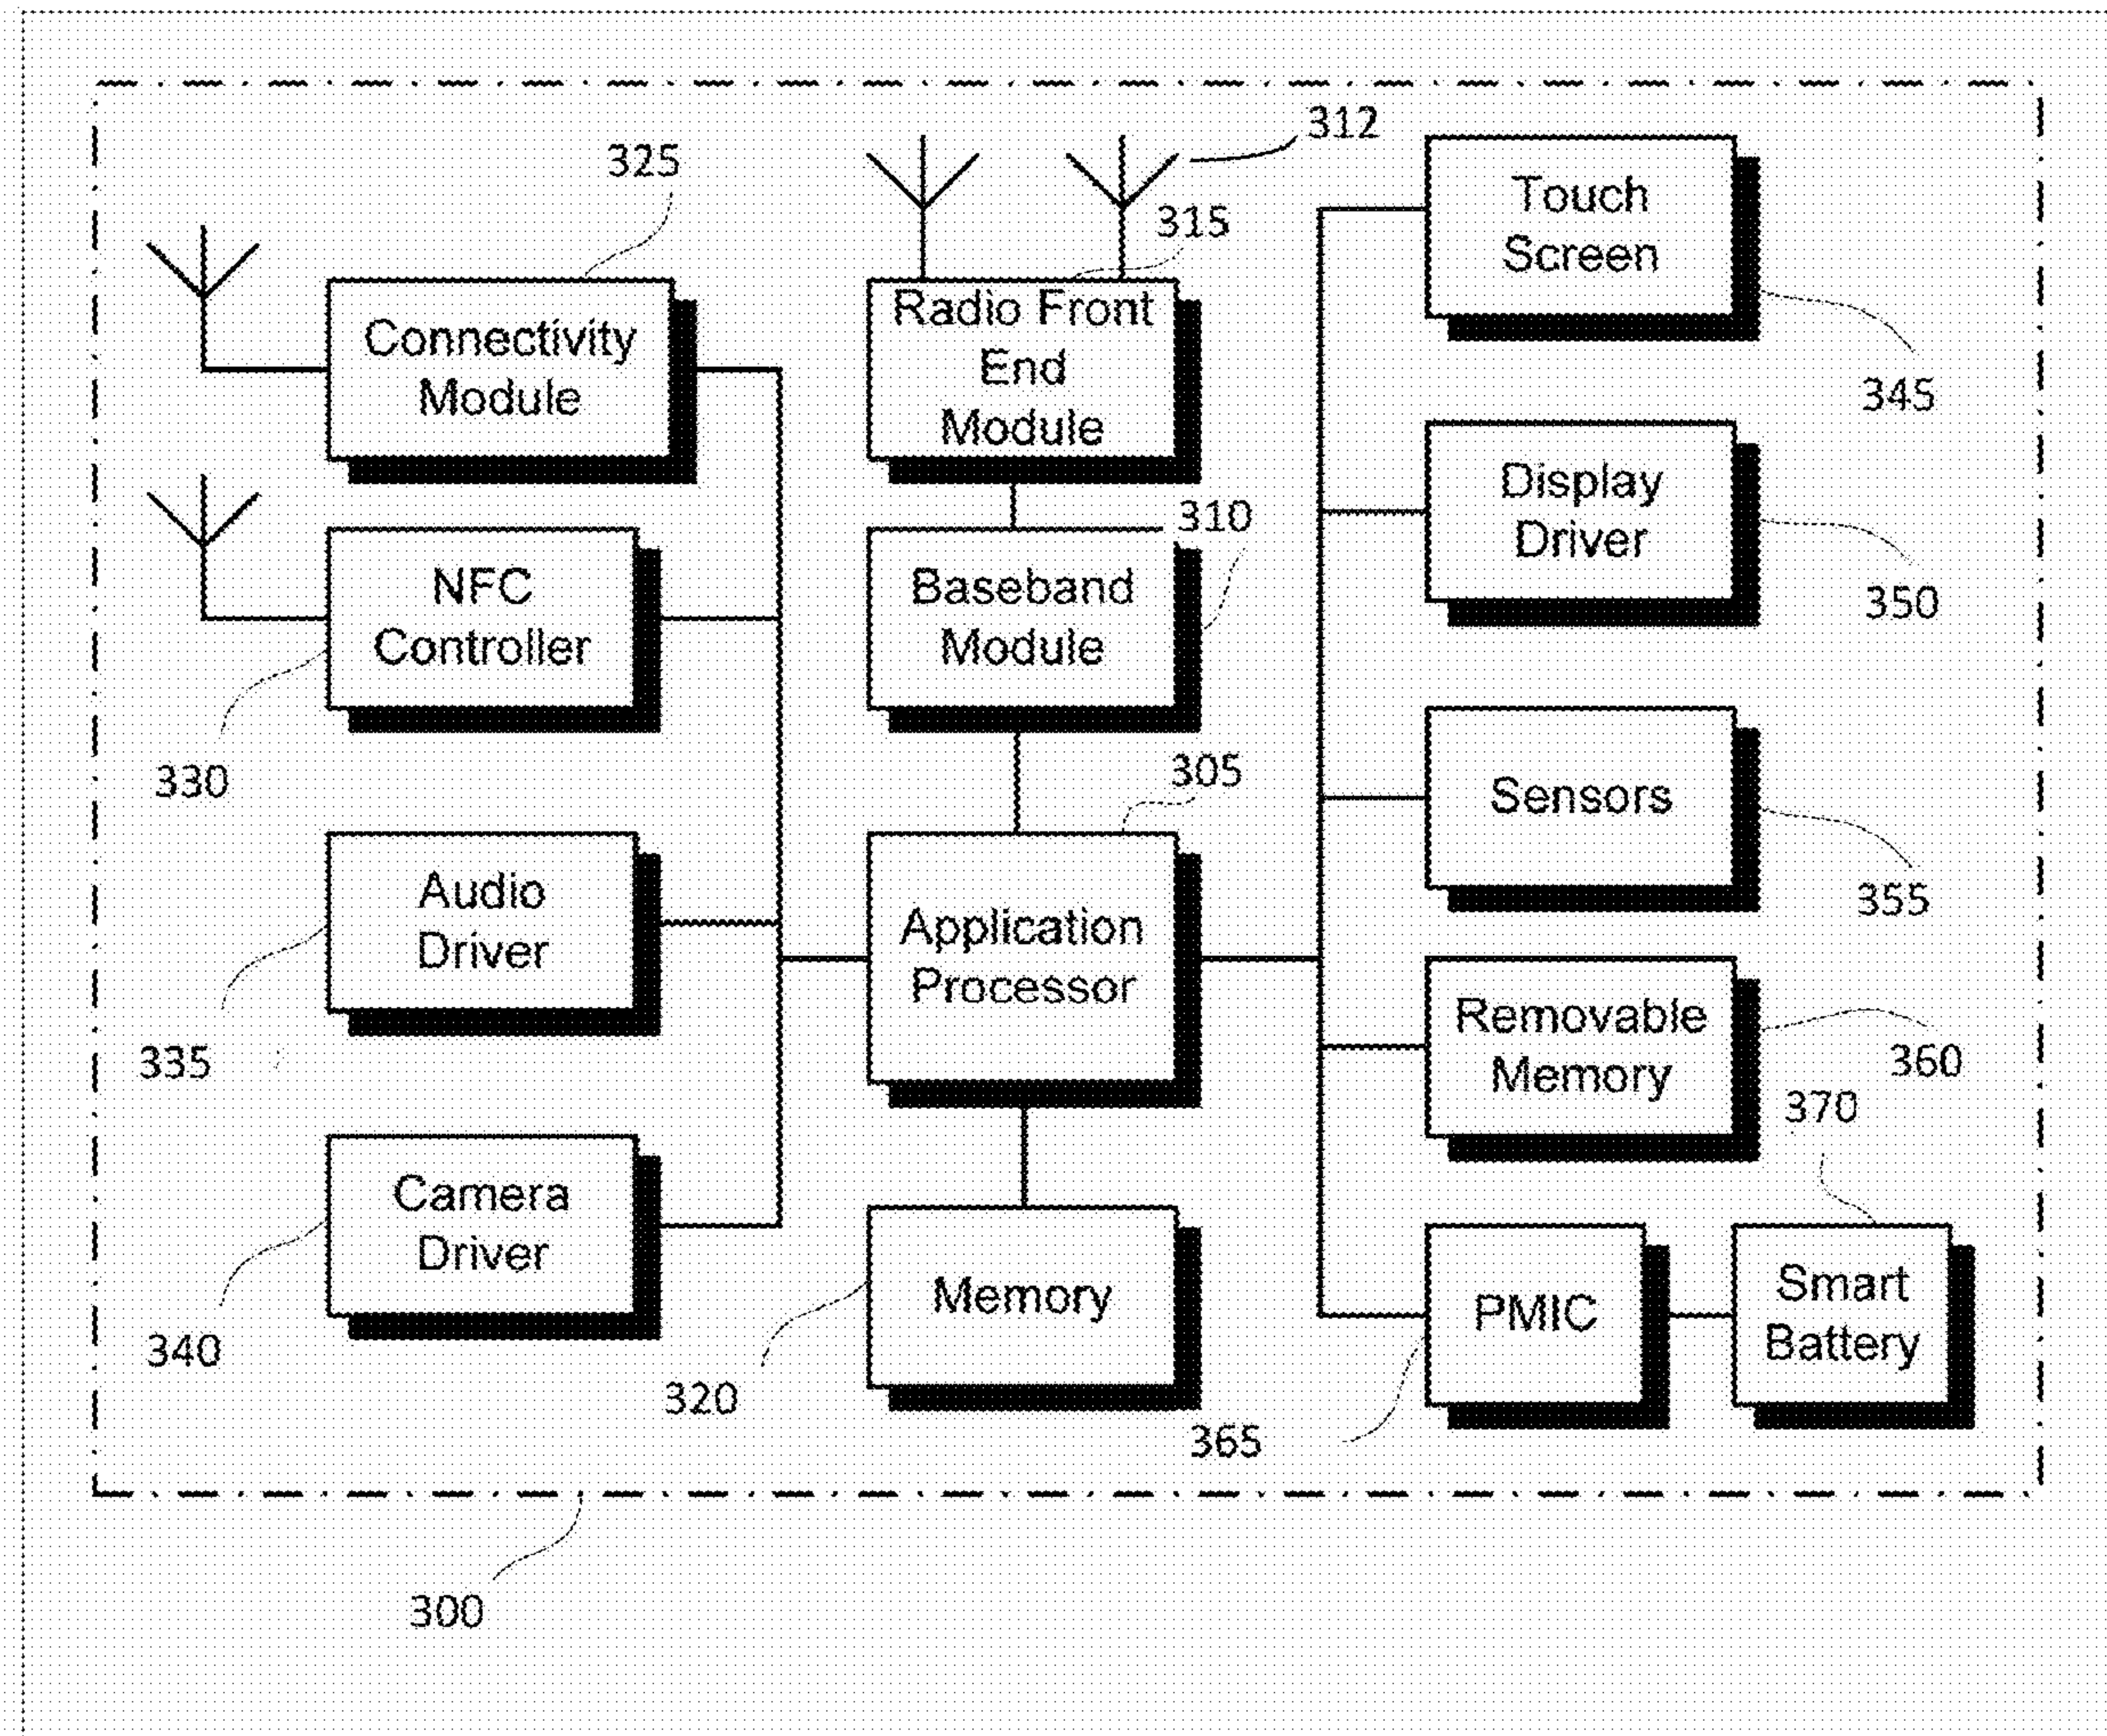 312
325
315
Touch
Screen
Connectivity
Module
Radio Front
End
Module
345
Display
Driver
310
350
NFC
Controller
Baseband
Module
330
305
Sensors
355
Audio
Driver
Application
Processor
335
Removable
Memory
360
370
Camera
Driver
340
Memory
320
PMIC
365
Smart
Battery
300